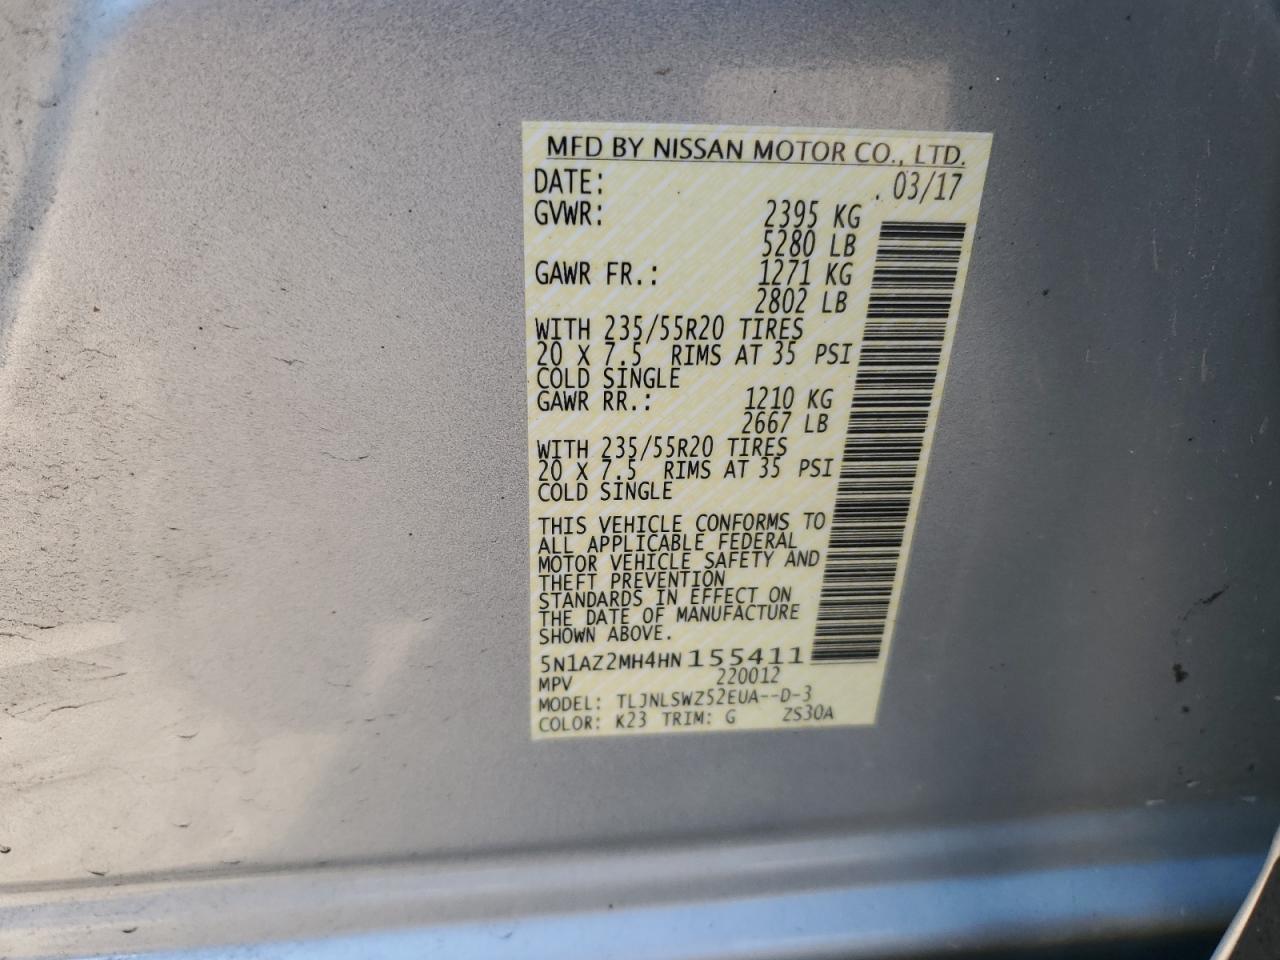 MFD BY NISSAN MOTOR CO., LTD.
DATE: 03/17
GVWR: 2395 KG
5280 LB
GAWR FR.: 1271 KG
2802 LB
WITH 235/55R20 TIRES
20 X 7.5 RIMS AT 35 PSI
COLD SINGLE
GAWR RR.: 1210 KG
2667 LB
WITH 235/55R20 TIRES
20 X 7.5 RIMS AT 35 PSI
COLD SINGLE
THIS VEHICLE CONFORMS TO
ALL APPLICABLE FEDERAL
MOTOR VEHICLE SAFETY AND
THEFT PREVENTION
STANDARDS IN EFFECT ON
THE DATE OF MANUFACTURE
SHOWN ABOVE.
5N1AZ2MH4HN155411
MPV 220012
MODEL: TLJNLSWZ52EUA--D-3
COLOR: K23 TRIM: G ZS30A